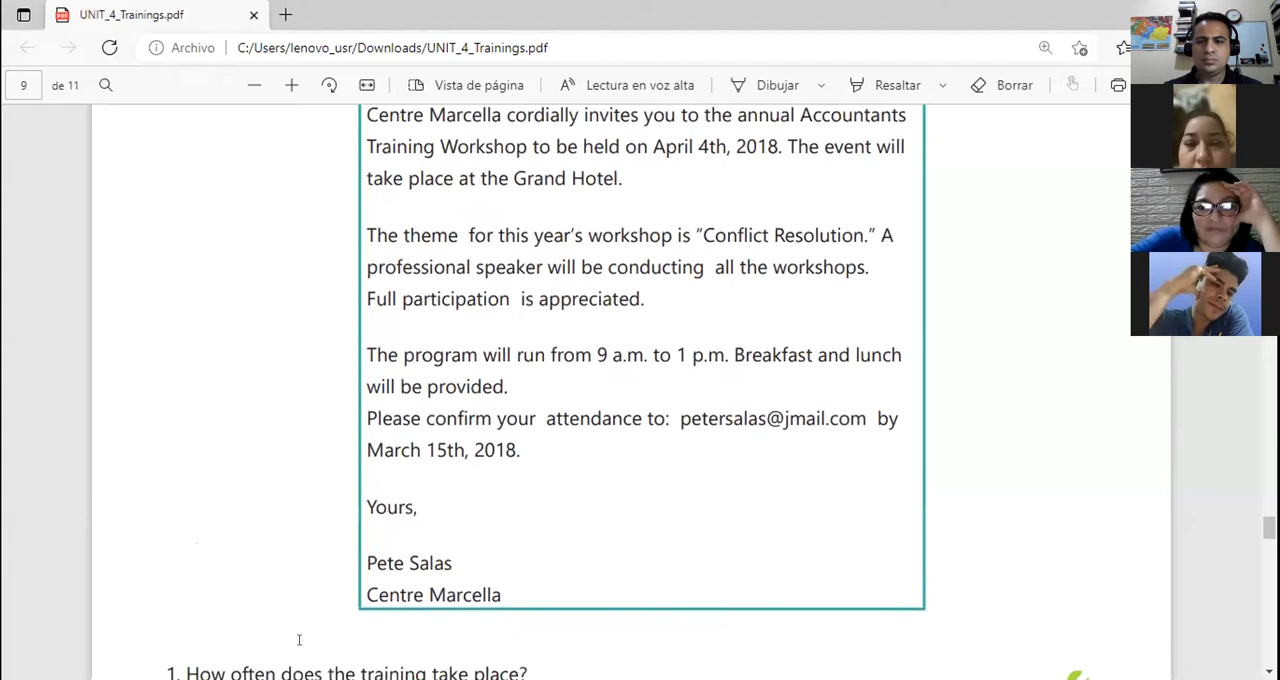 UNIT_4_Trainings.pdf
Archivo C:/Users/lenovo_usr/Downloads/UNIT_4_Trainings.pdf
9 de 11 Vista de página Lectura en voz alta Dibujar Resaltar Borrar
Centre Marcella cordially invites you to the annual Accountants
Training Workshop to be held on April 4th, 2018. The event will
take place at the Grand Hotel.
The theme for this year's workshop is “Conflict Resolution.” A
professional speaker will be conducting all the workshops.
Full participation is appreciated.
The program will run from 9 a.m. to 1 p.m. Breakfast and lunch
will be provided.
Please confirm your attendance to: petersalas@jmail.com by
March 15th, 2018.
Yours,
Pete Salas
Centre Marcella
1. How often does the training take place?